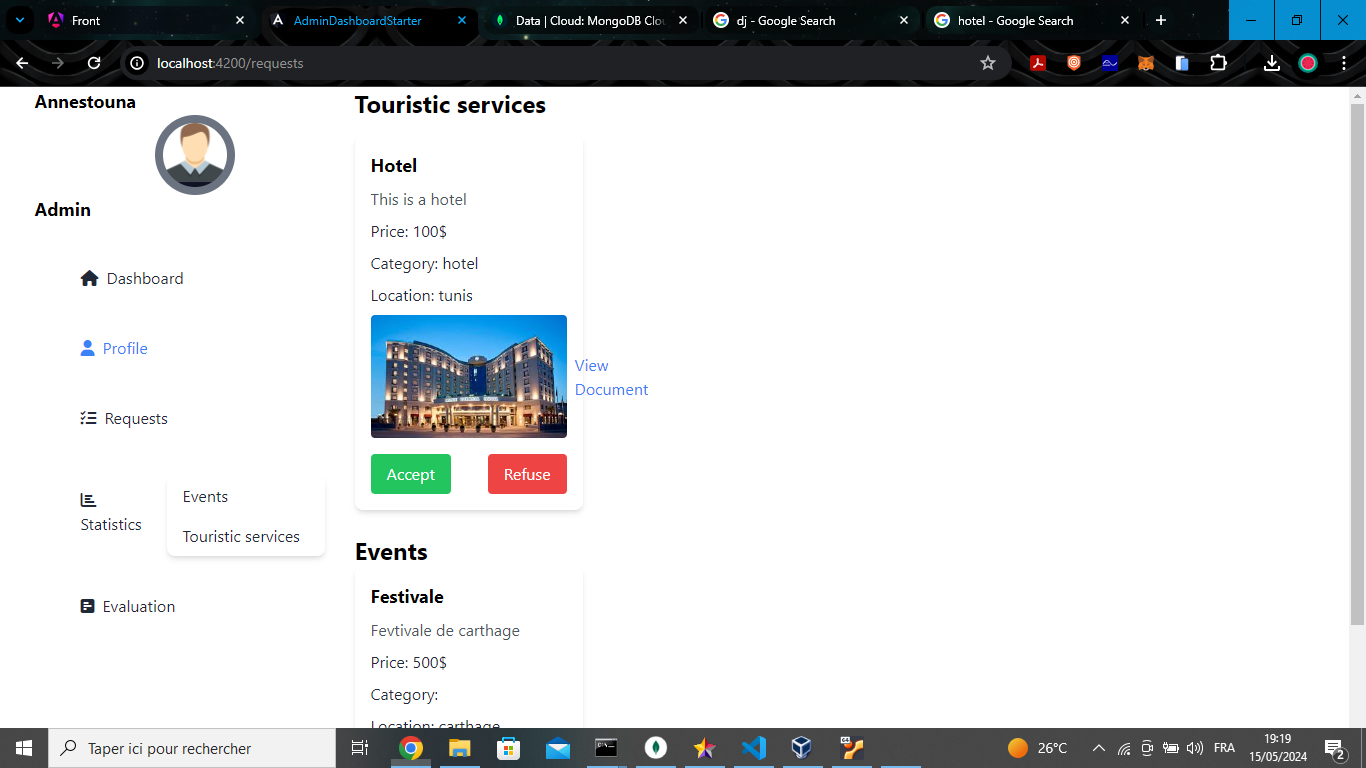 Front
AdminDashboardStarter
Data | Cloud: MongoDB Clou
dj - Google Search
hotel - Google Search
localhost:4200/requests
Annestouna
Admin
Dashboard
Profile
Requests
Statistics
Events
Touristic services
Evaluation
Touristic services
Hotel
This is a hotel
Price: 100$
Category: hotel
Location: tunis
View
Document
Accept
Refuse
Events
Festivale
Fevtivale de carthage
Price: 500$
Category:
Location: carthage
Taper ici pour rechercher
26°C
FRA
19:19
15/05/2024
2